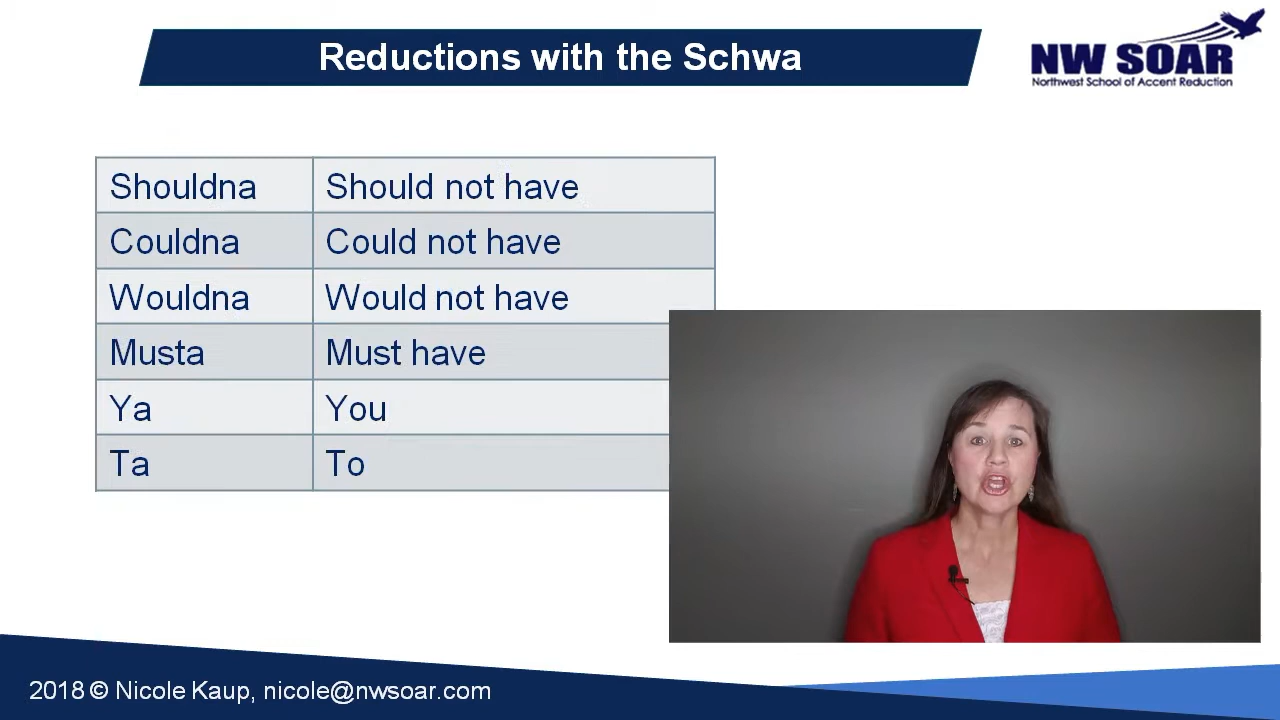 Reductions with the Schwa
NW SOAR
Northwest School of Accent Reduction
Shouldna Should not have
Couldna Could not have
Wouldna Would not have
Musta Must have
Ya You
Ta To
2018 © Nicole Kaup, nicole@nwsoar.com